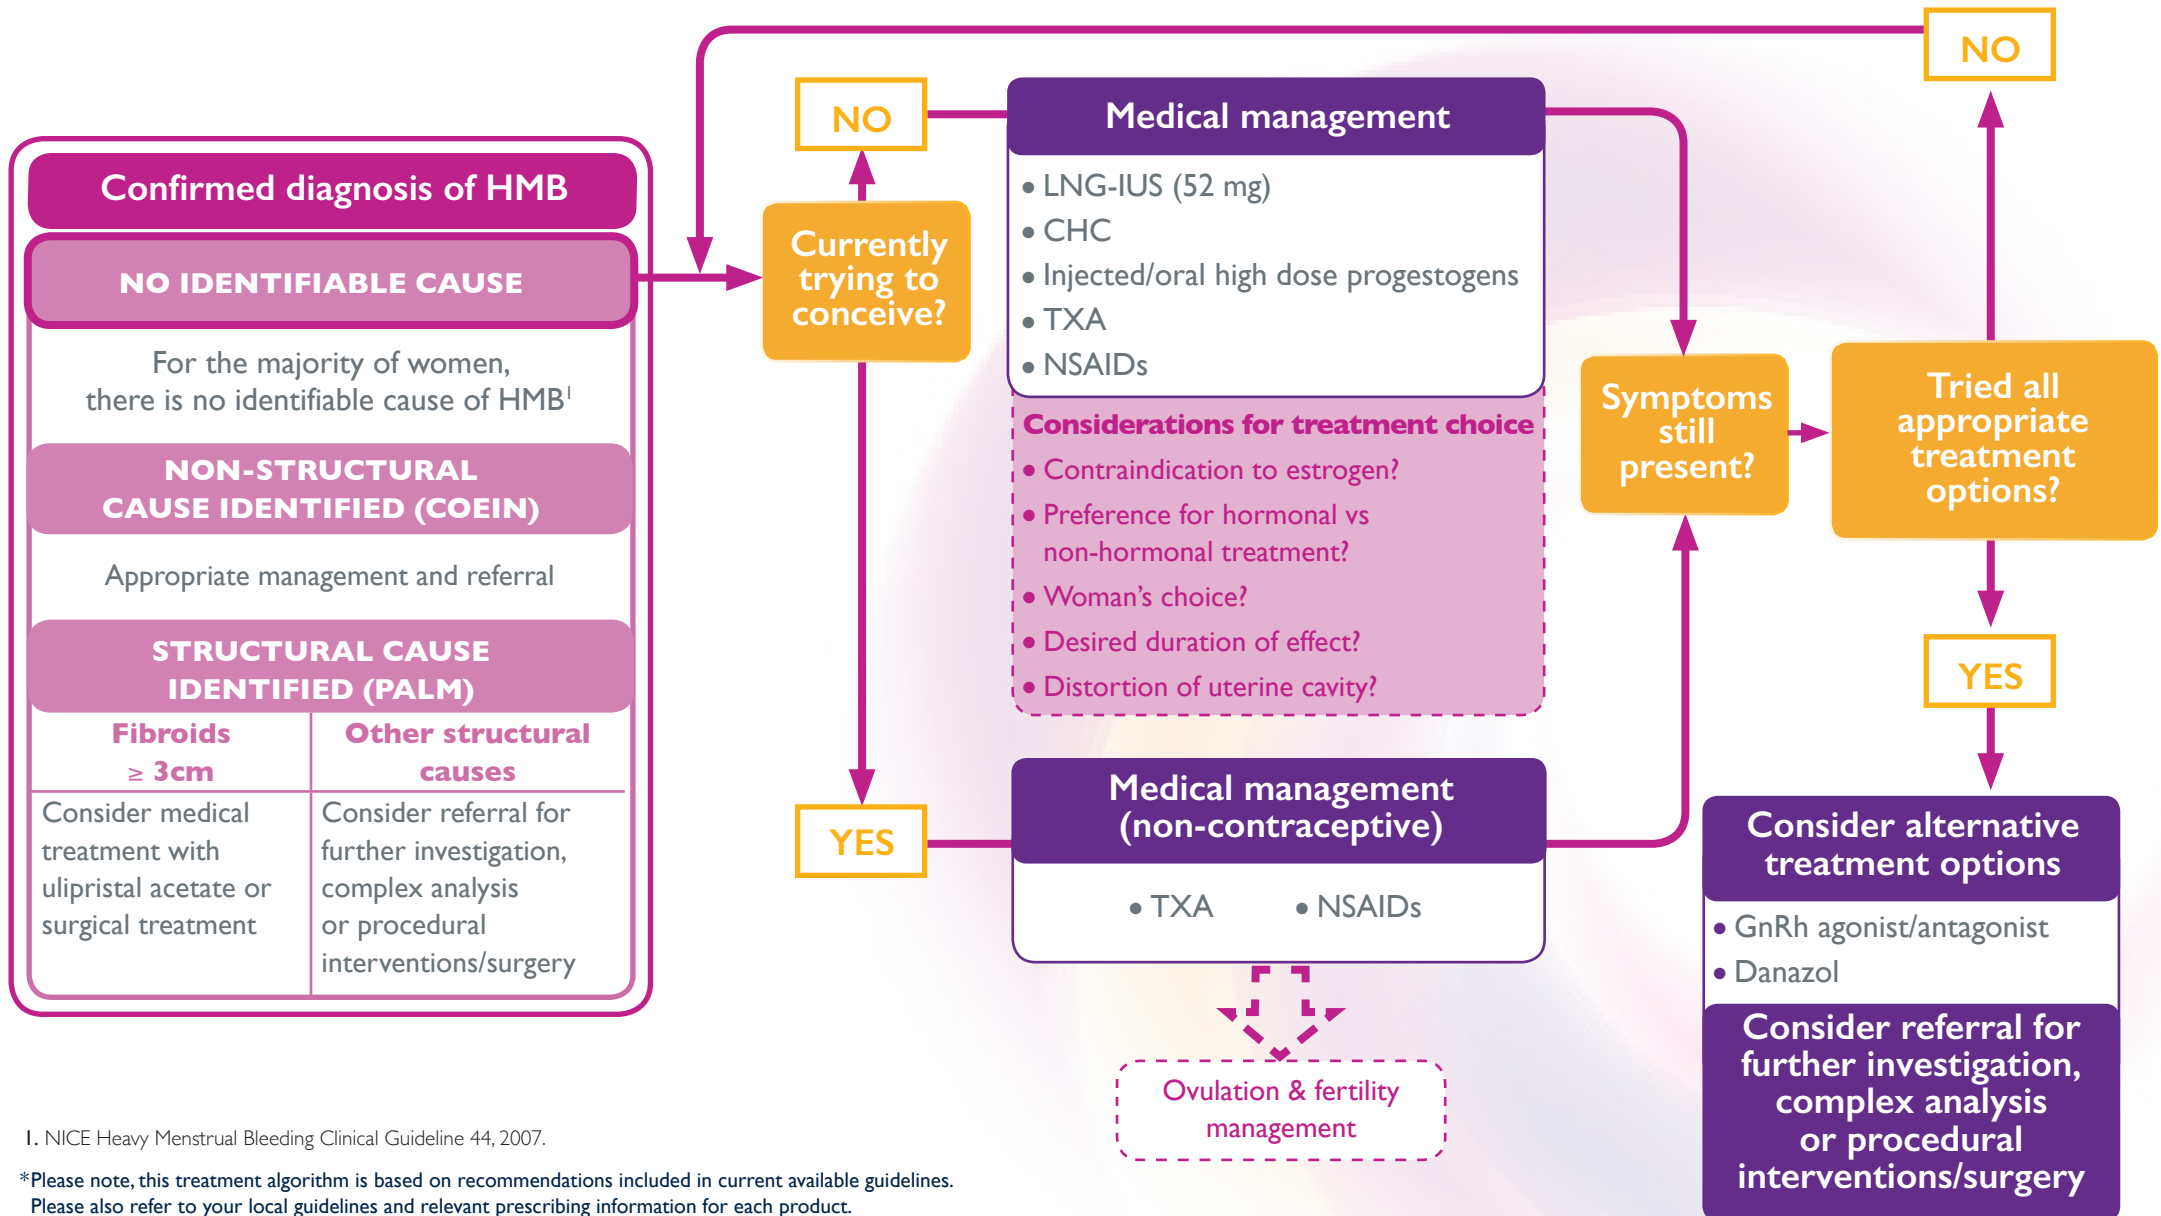 Confirmed diagnosis of HMB
NO IDENTIFIABLE CAUSE
For the majority of women,
there is no identifiable cause of HMB¹
NON-STRUCTURAL
CAUSE IDENTIFIED (COEIN)
Appropriate management and referral
STRUCTURAL CAUSE
IDENTIFIED (PALM)
Fibroids
≥ 3cm
Consider medical
treatment with
ulipristal acetate or
surgical treatment
Other structural
causes
Consider referral for
further investigation,
complex analysis
or procedural
interventions/surgery
Currently
trying to
conceive?
NO
Medical management
• LNG-IUS (52 mg)
• CHC
• Injected/oral high dose progestogens
• TXA
• NSAIDs
Considerations for treatment choice
• Contraindication to estrogen?
• Preference for hormonal vs
non-hormonal treatment?
• Woman’s choice?
• Desired duration of effect?
• Distortion of uterine cavity?
YES
Medical management
(non-contraceptive)
• TXA
• NSAIDs
Ovulation & fertility
management
Symptoms
still
present?
Tried all
appropriate
treatment
options?
NO
YES
Consider alternative
treatment options
• GnRh agonist/antagonist
• Danazol
Consider referral for
further investigation,
complex analysis
or procedural
interventions/surgery
1. NICE Heavy Menstrual Bleeding Clinical Guideline 44, 2007.
*Please note, this treatment algorithm is based on recommendations included in current available guidelines.
Please also refer to your local guidelines and relevant prescribing information for each product.